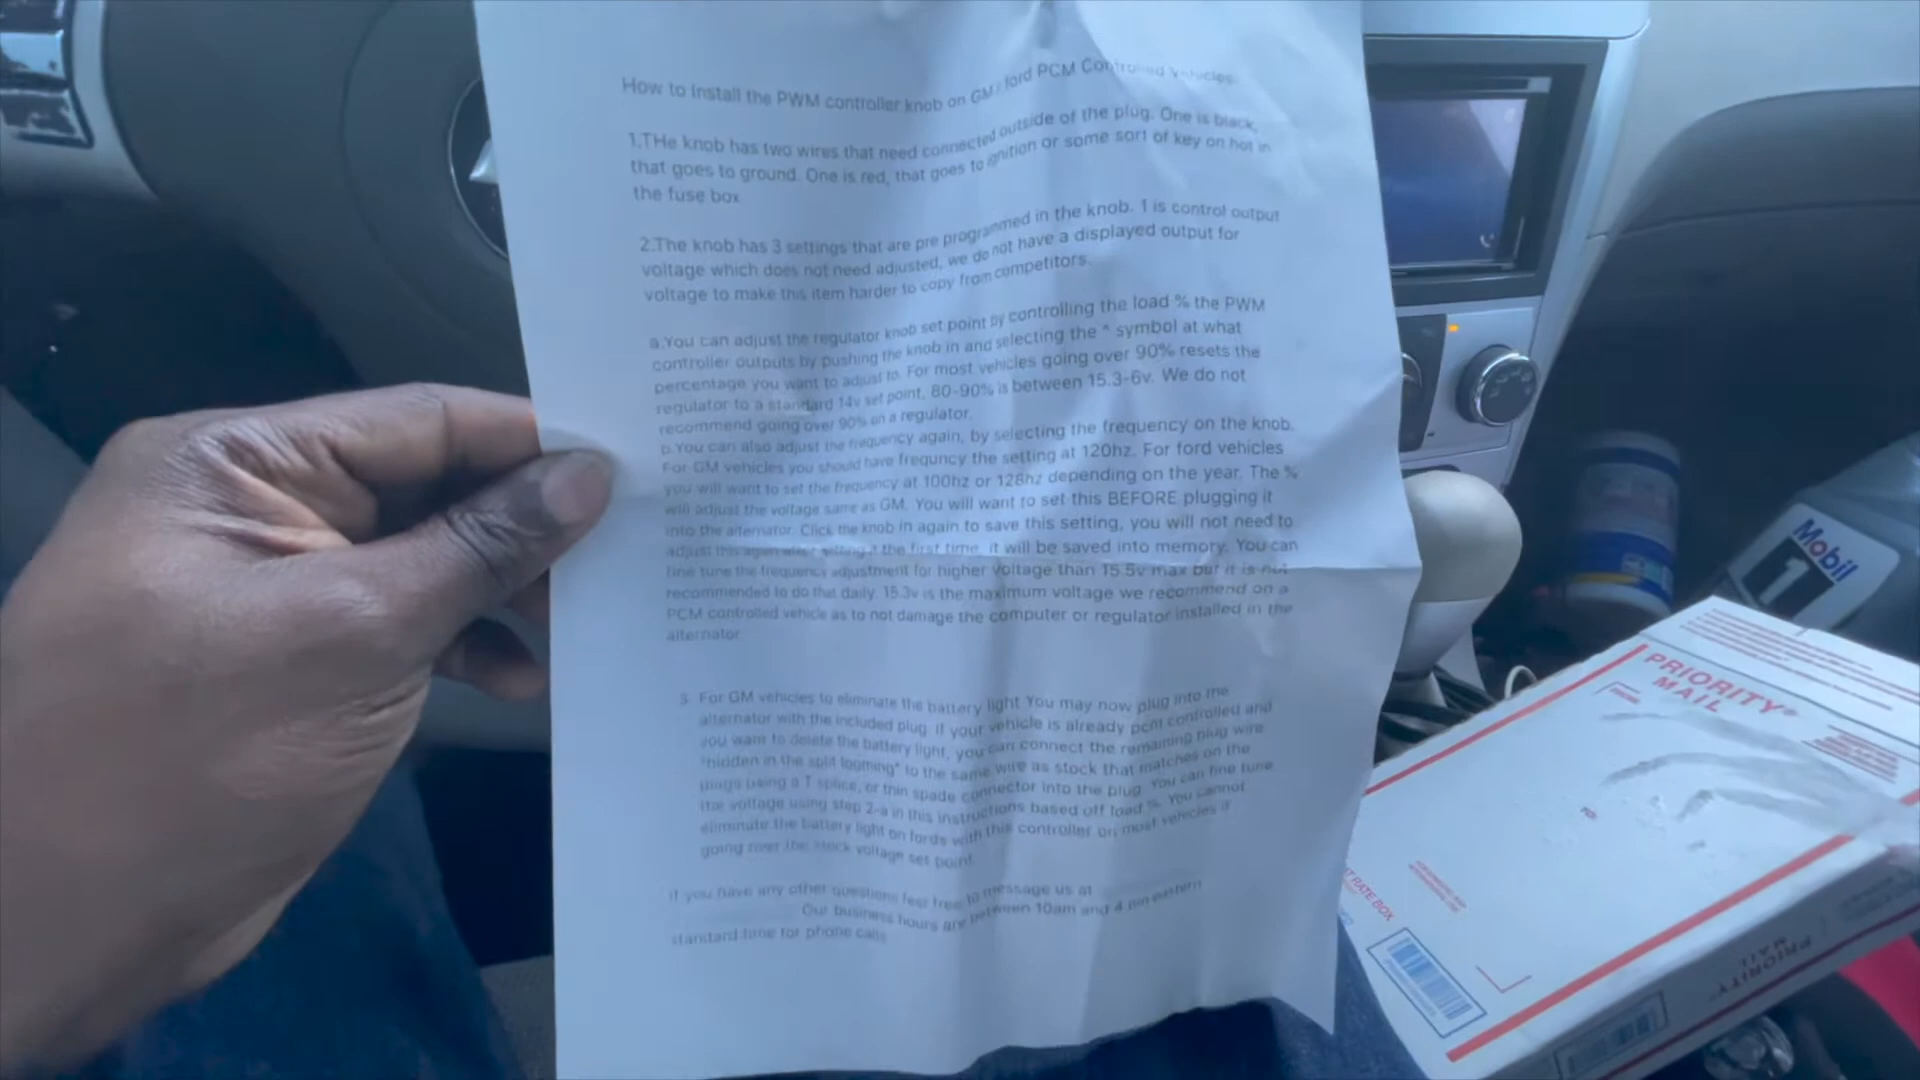 How to Install the PWM controller knob on GM / ford PCM Controlled Vehicles
1.THe knob has two wires that need connected outside of the plug. One is black,
that goes to ground. One is red, that goes to ignition or some sort of key on hot in
the fuse box
2.The knob has 3 settings that are pre programmed in the knob. 1 is control output
voltage which does not need adjusted, we do not have a displayed output for
voltage to make this item harder to copy from competitors.
a.You can adjust the regulator knob set point by controlling the load % the PWM
controller outputs by pushing the knob in and selecting the ^ symbol at what
percentage you want to adjust to. For most vehicles going over 90% resets the
regulator to a standard 14v set point, 80-90% is between 15.3-6v. We do not
recommend going over 90% on a regulator.
b.You can also adjust the frequency again, by selecting the frequency on the knob.
For GM vehicles you should have frequncy the setting at 120hz. For ford vehicles
you will want to set the frequency at 100hz or 128hz depending on the year. The %
will adjust the voltage same as GM. You will want to set this BEFORE plugging it
into the alternator. Click the knob in again to save this setting, you will not need to
adjust this again after setting it the first time, it will be saved into memory. You can
fine tune the frequency adjustment for higher voltage than 15.5v max but it is not
recommended to do that daily. 15.3v is the maximum voltage we recommend on a
PCM controlled vehicle as to not damage the computer or regulator installed in the
alternator.
3. For GM vehicles to eliminate the battery light You may now plug into the
alternator with the included plug. if your vehicle is already pcm controlled and
you want to delete the battery light, you can connect the remaining plug wire
"hidden in the split looming" to the same wire as stock that matches on the
plugs using a T splice, or thin spade connector into the plug. You can fine tune
the voltage using step 2-a in this instructions based off load %. You cannot
eliminate the battery light on fords with this controller on most vehicles if
going over the stock voltage set point
If you have any other questions feel free to message us at
Our business hours are between 10am and 4 pm eastern
standard time for phone calls
Mobil
1
PRIORITY
MAIL
RATE BOX
PRIORITY
MAIL